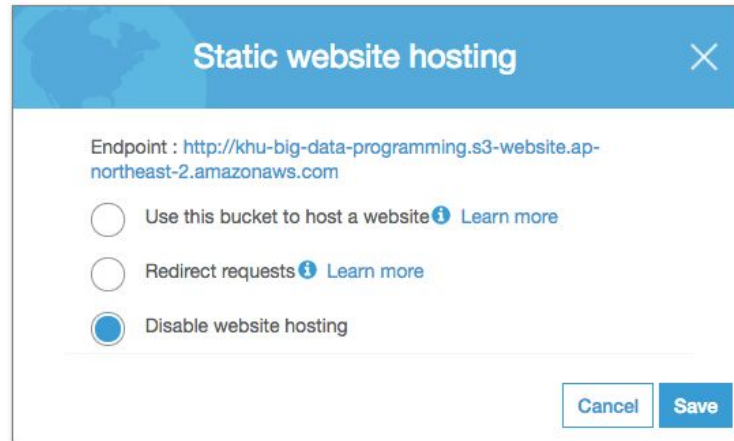 Static website hosting
Endpoint : http://khu-big-data-programming.s3-website.ap-
northeast-2.amazonaws.com
Use this bucket to host a website Learn more
Redirect requests Learn more
Disable website hosting
Cancel Save